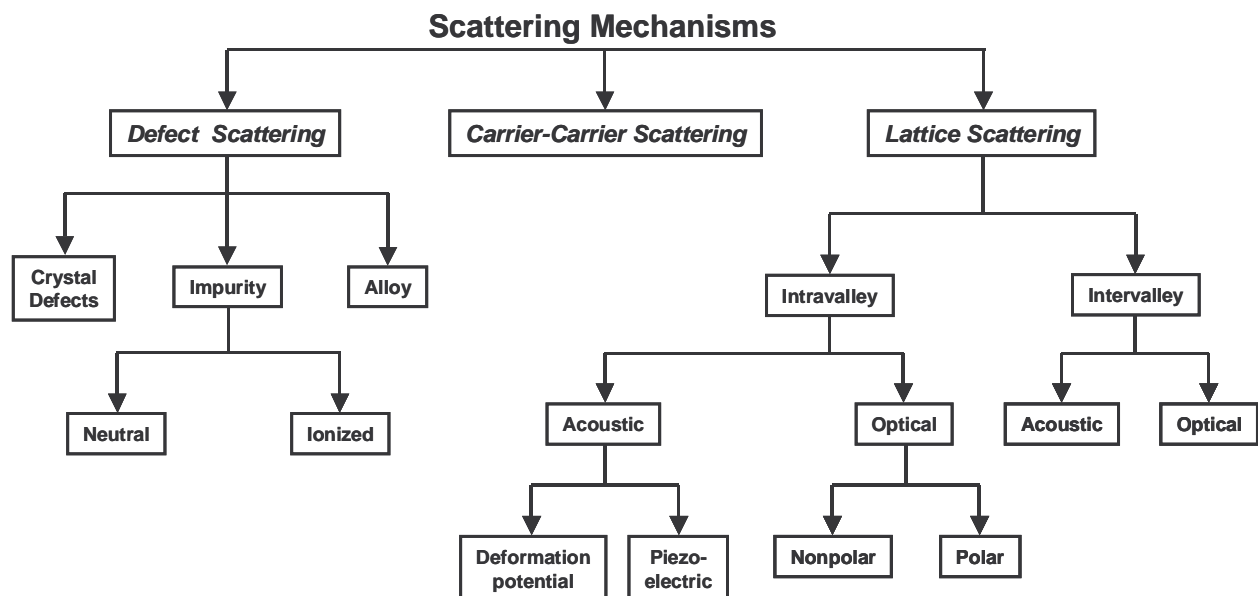 Scattering Mechanisms
Defect Scattering
Carrier-Carrier Scattering
Lattice Scattering
Crystal
Defects
Impurity
Alloy
Intravalley
Intervalley
Neutral
Ionized
Acoustic
Optical
Acoustic
Optical
Deformation
potential
Piezo-
electric
Nonpolar
Polar